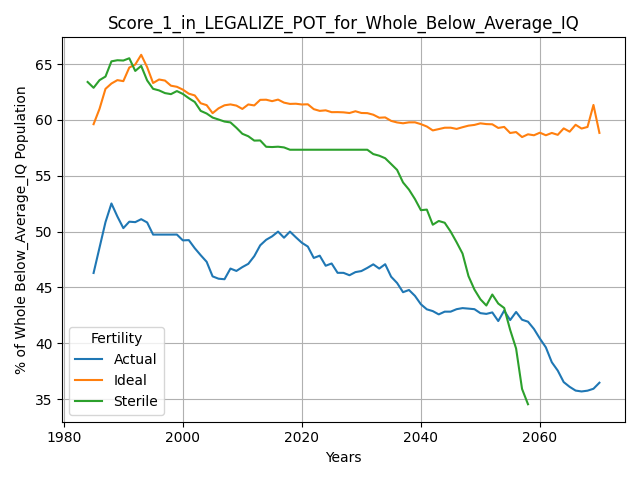 Score_1_in_LEGALIZE_POT_for_Whole_Below_Average_IQ
% of Whole Below_Average_IQ Population
65
60
55
50
45
40
35
Fertility
Actual
Ideal
Sterile
1980 2000 2020 2040 2060
Years